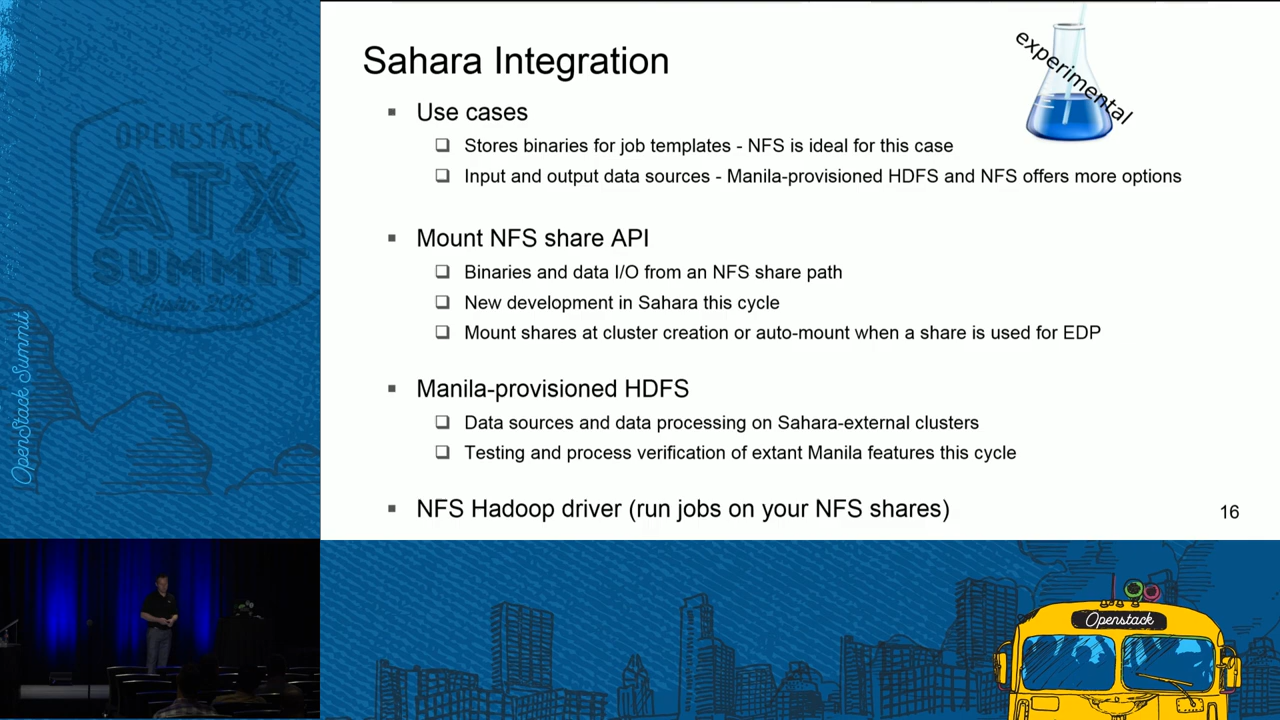 Sahara Integration
experimental
Use cases
Stores binaries for job templates - NFS is ideal for this case
Input and output data sources - Manila-provisioned HDFS and NFS offers more options
Mount NFS share API
Binaries and data I/O from an NFS share path
New development in Sahara this cycle
Mount shares at cluster creation or auto-mount when a share is used for EDP
Manila-provisioned HDFS
Data sources and data processing on Sahara-external clusters
Testing and process verification of extant Manila features this cycle
NFS Hadoop driver (run jobs on your NFS shares)
16
OPENSTACK
ATX
SUMMIT
Austin 2016
OpenStack Summit
Openstack